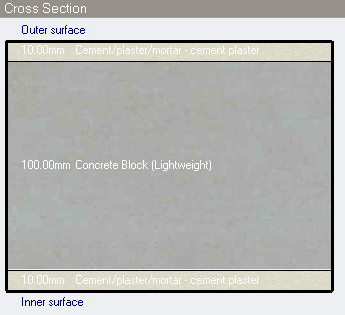 Cross Section
Outer surface
10.00mm Cement/plaster/mortar - cement plaster
100.00mm Concrete Block (Lightweight)
10.00mm Cement/plaster/mortar - cement plaster
Inner surface